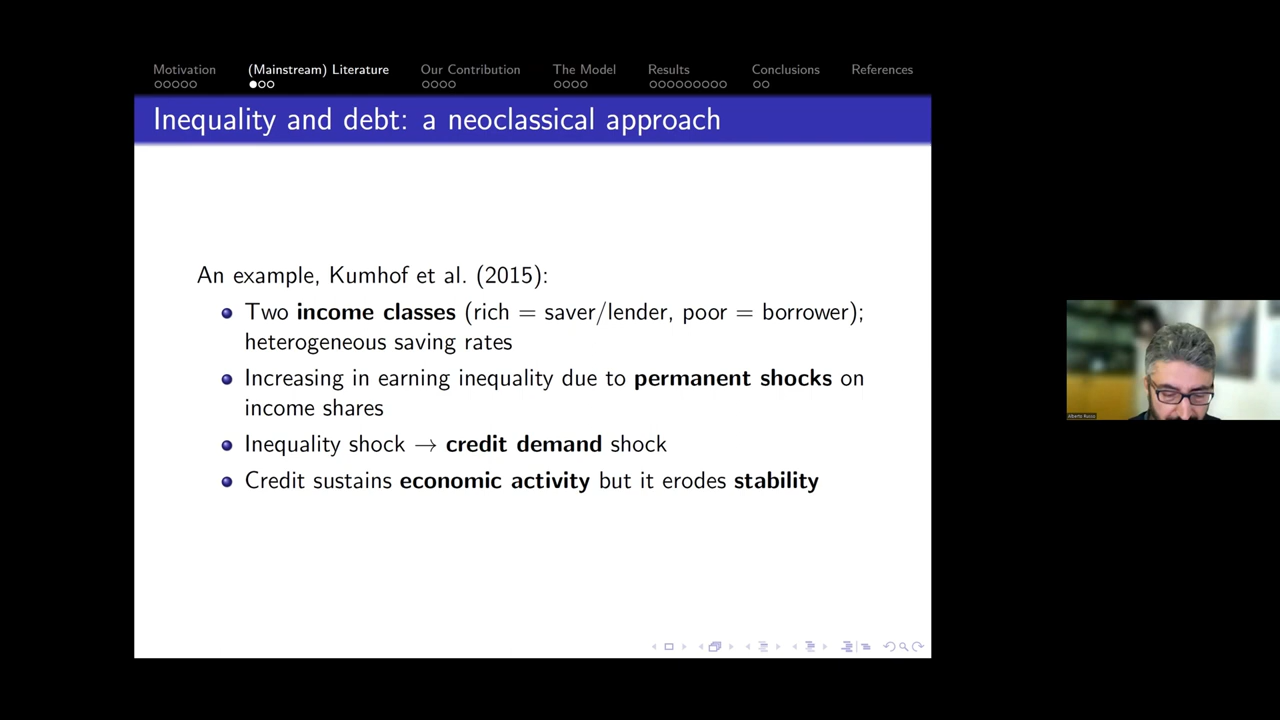 Motivation (Mainstream) Literature Our Contribution The Model Results Conclusions References
Inequality and debt: a neoclassical approach
An example, Kumhof et al. (2015):
Two income classes (rich = saver/lender, poor = borrower);
heterogeneous saving rates
Increasing in earning inequality due to permanent shocks on
income shares
Inequality shock → credit demand shock
Credit sustains economic activity but it erodes stability
Alberto Russo